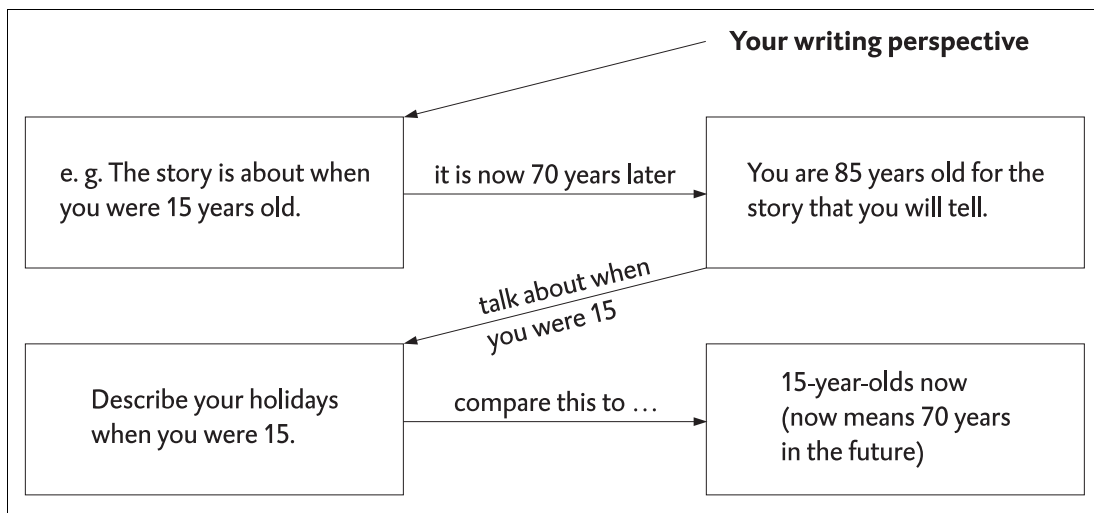 Your writing perspective
e. g. The story is about when
you were 15 years old.
it is now 70 years later
You are 85 years old for the
story that you will tell.
talk about when
you were 15
Describe your holidays
when you were 15.
compare this to …
15-year-olds now
(now means 70 years
in the future)